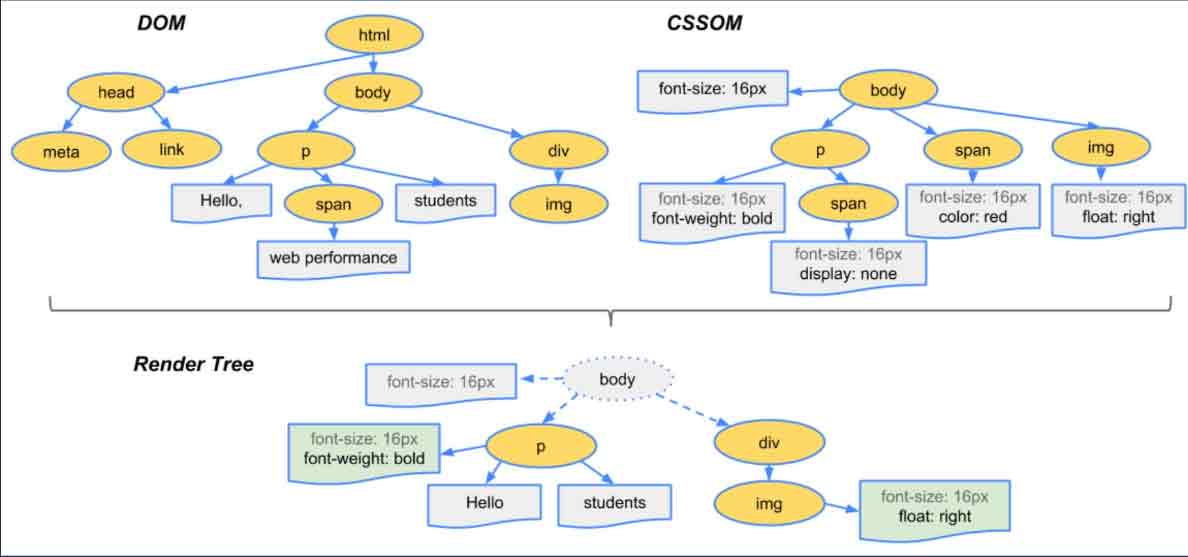 DOM
CSSOM
html
head
body
meta
link
p
div
Hello,
span
students
img
web performance
font-size: 16px
body
p
span
img
font-size: 16px
font-weight: bold
span
font-size: 16px
color: red
font-size: 16px
float: right
font-size: 16px
display: none
Render Tree
font-size: 16px
body
font-size: 16px
font-weight: bold
p
div
Hello
students
img
font-size: 16px
float: right